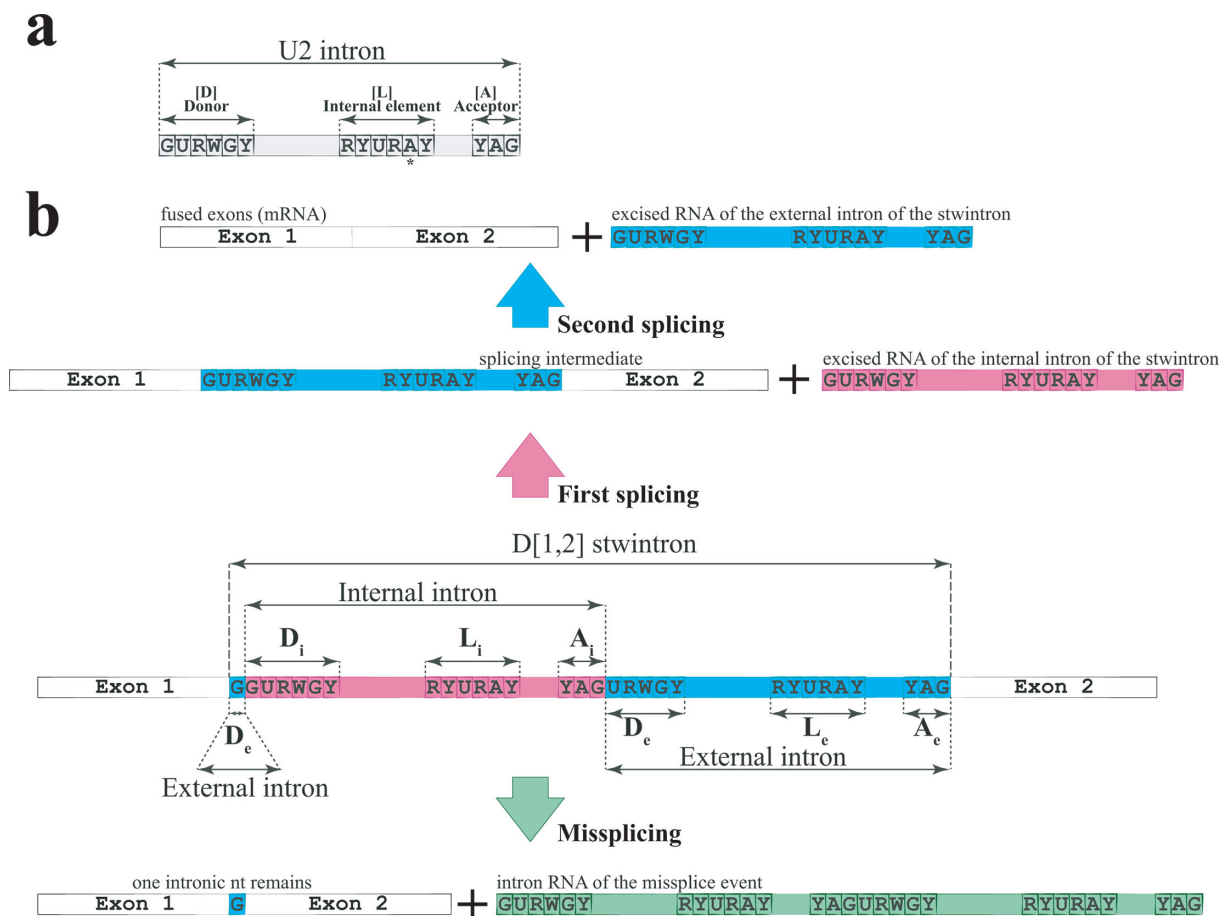 a
U2 intron
[D] [L] [A]
Donor Internal element Acceptor
GURWGY RYURAY YAG
*
b
fused exons (mRNA) excised RNA of the external intron of the stwintron
Exon 1 Exon 2 + GURWGY RYURAY YAG
Second splicing
splicing intermediate excised RNA of the internal intron of the stwintron
Exon 1 GURWGY RYURAY YAG Exon 2 + GURWGY RYURAY YAG
First splicing
D[1,2] stwintron
Internal intron
Di Li Ai
Exon 1 GGURWGY RYURAY YAGURWGY RYURAY YAG Exon 2
De De Le Ae
External intron External intron
Missplicing
one intronic nt remains intron RNA of the missplice event
Exon 1 G Exon 2 + GURWGY RYURAY YAGURWGY RYURAY YAG